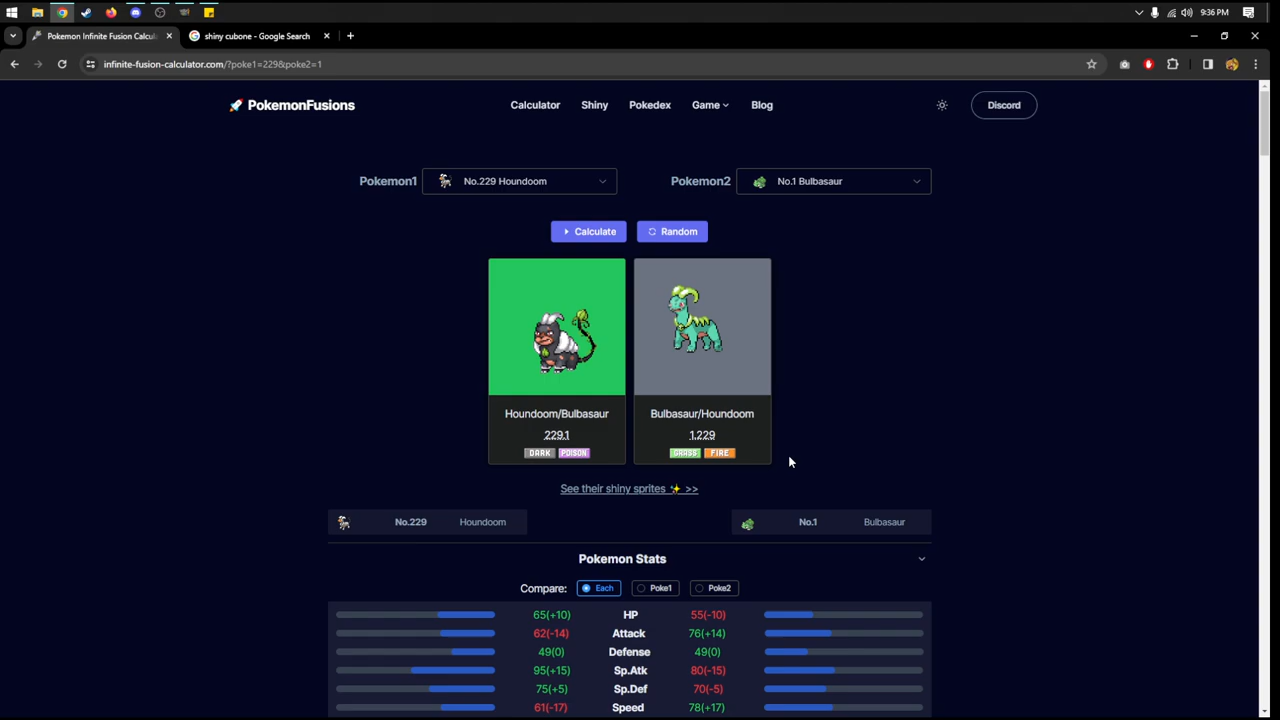 9:36 PM
Pokemon Infinite Fusion Calcul
shiny cubone - Google Search
infinite-fusion-calculator.com/?poke1=229&poke2=1
PokemonFusions
Calculator
Shiny
Pokedex
Game
Blog
Discord
Pokemon1
No.229 Houndoom
Pokemon2
No.1 Bulbasaur
Calculate
Random
Houndoom/Bulbasaur
229.1
DARK POISON
Bulbasaur/Houndoom
1.229
GRASS FIRE
See their shiny sprites ✨ >>
No.229 Houndoom
No.1 Bulbasaur
Pokemon Stats
Compare: Each Poke1 Poke2
65(+10) HP 55(-10)
62(-14) Attack 76(+14)
49(0) Defense 49(0)
95(+15) Sp.Atk 80(-15)
75(+5) Sp.Def 70(-5)
61(-17) Speed 78(+17)